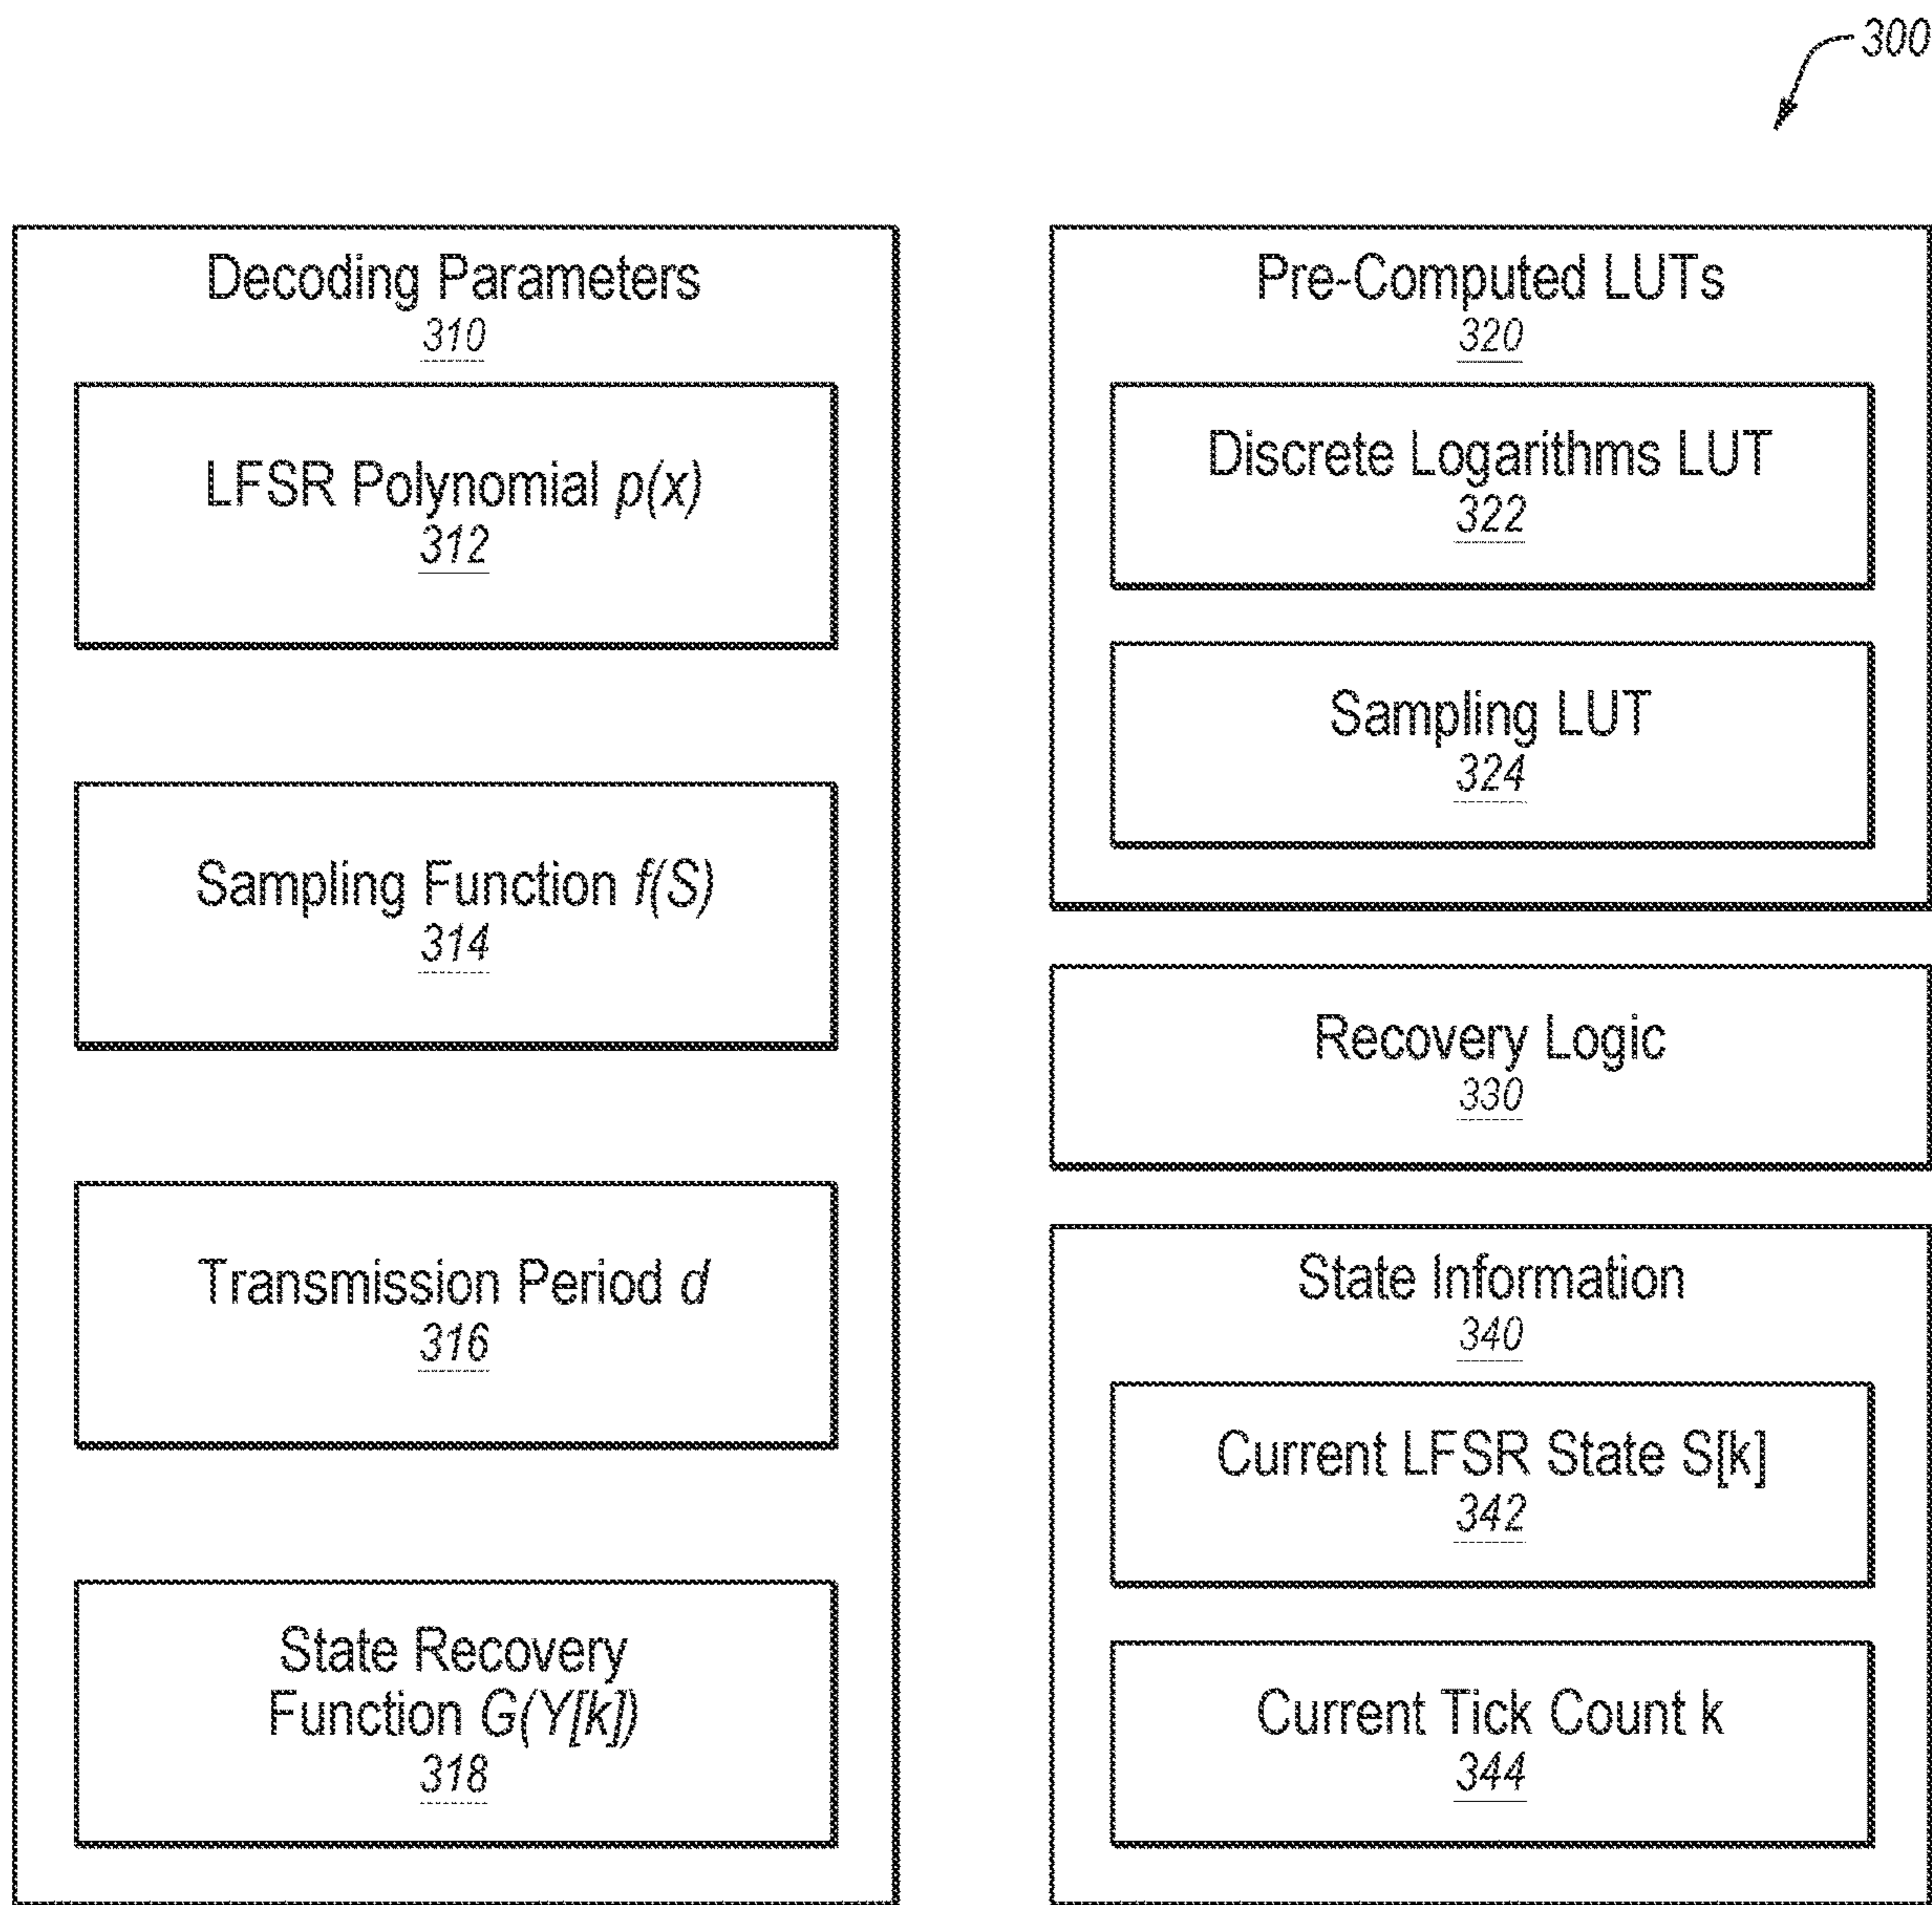 300
Decoding Parameters
310
LFSR Polynomial p(x)
312
Sampling Function f(S)
314
Transmission Period d
316
State Recovery
Function G(Y[k])
318
Pre-Computed LUTs
320
Discrete Logarithms LUT
322
Sampling LUT
324
Recovery Logic
330
State Information
340
Current LFSR State S[k]
342
Current Tick Count k
344